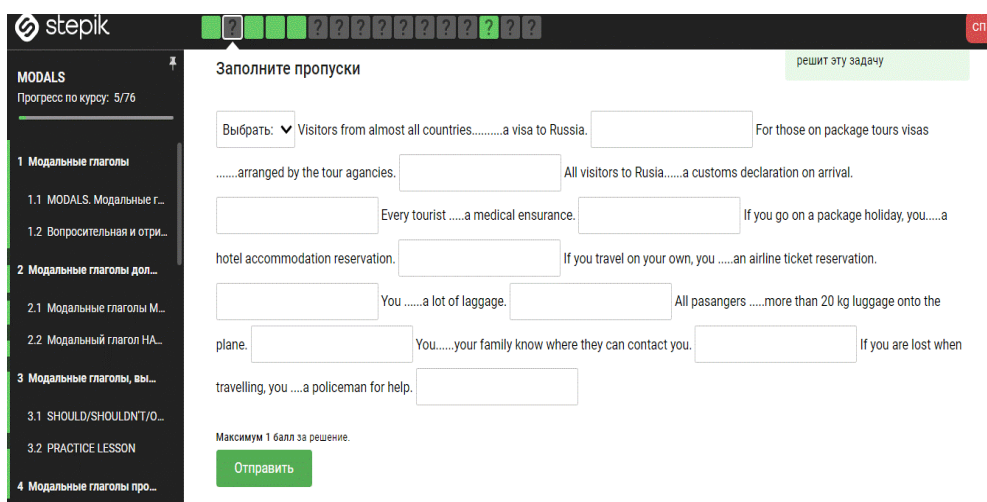 stepik
? ? ? ? ? ? ? ? ? ? ? ? ?
СП
MODALS
Прогресс по курсу: 5/76
1 Модальные глаголы
1.1 MODALS. Модальные г...
1.2 Вопросительная и отри...
2 Модальные глаголы дол...
2.1 Модальные глаголы М...
2.2 Модальный глагол НА...
3 Модальные глаголы, вы...
3.1 SHOULD/SHOULDN'T/O...
3.2 PRACTICE LESSON
4 Модальные глаголы про...
решит эту задачу
Заполните пропуски
Выбрать: Visitors from almost all countries..........a visa to Russia. For those on package tours visas
.......arranged by the tour agancies. All visitors to Rusia......a customs declaration on arrival.
Every tourist .....a medical ensurance. If you go on a package holiday, you.....a
hotel accommodation reservation. If you travel on your own, you .....an airline ticket reservation.
You ......a lot of laggage. All pasangers .....more than 20 kg luggage onto the
plane. You......your family know where they can contact you. If you are lost when
travelling, you ....a policeman for help.
Максимум 1 балл за решение.
Отправить